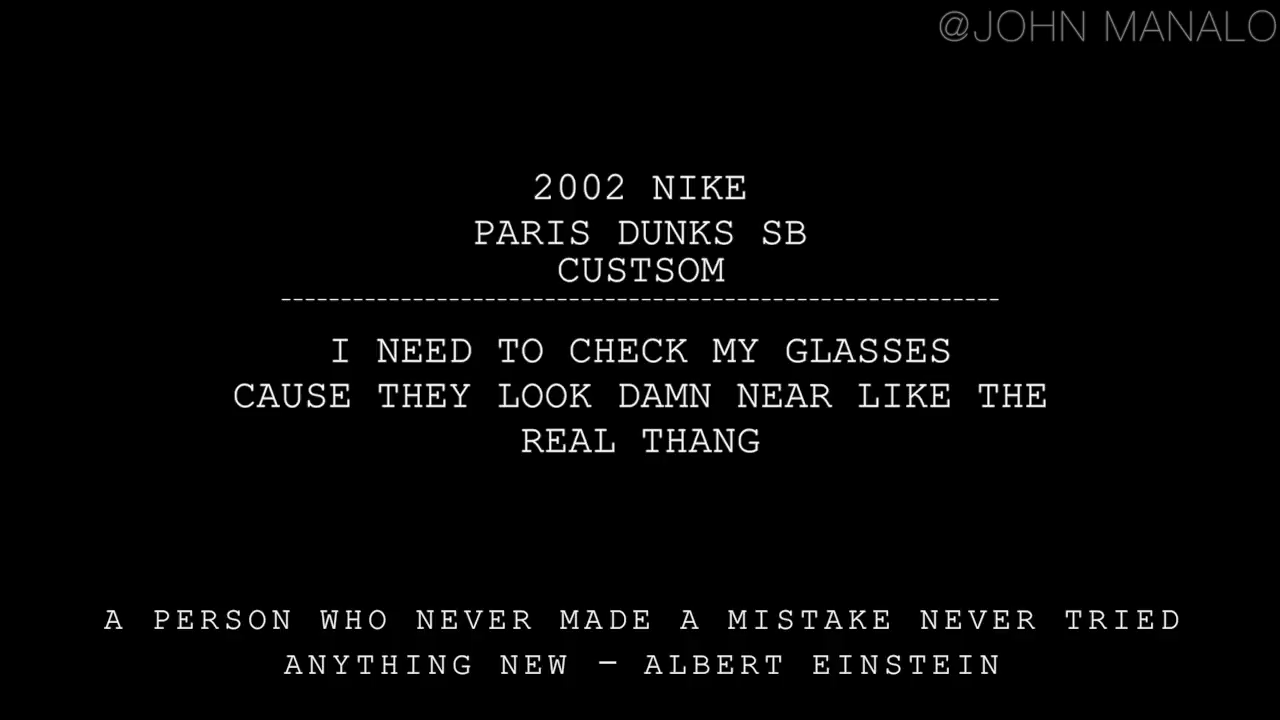 @JOHN MANALO
2002 NIKE
PARIS DUNKS SB
CUSTSOM
------------------------------------------------------------
I NEED TO CHECK MY GLASSES
CAUSE THEY LOOK DAMN NEAR LIKE THE
REAL THANG
A PERSON WHO NEVER MADE A MISTAKE NEVER TRIED
ANYTHING NEW – ALBERT EINSTEIN